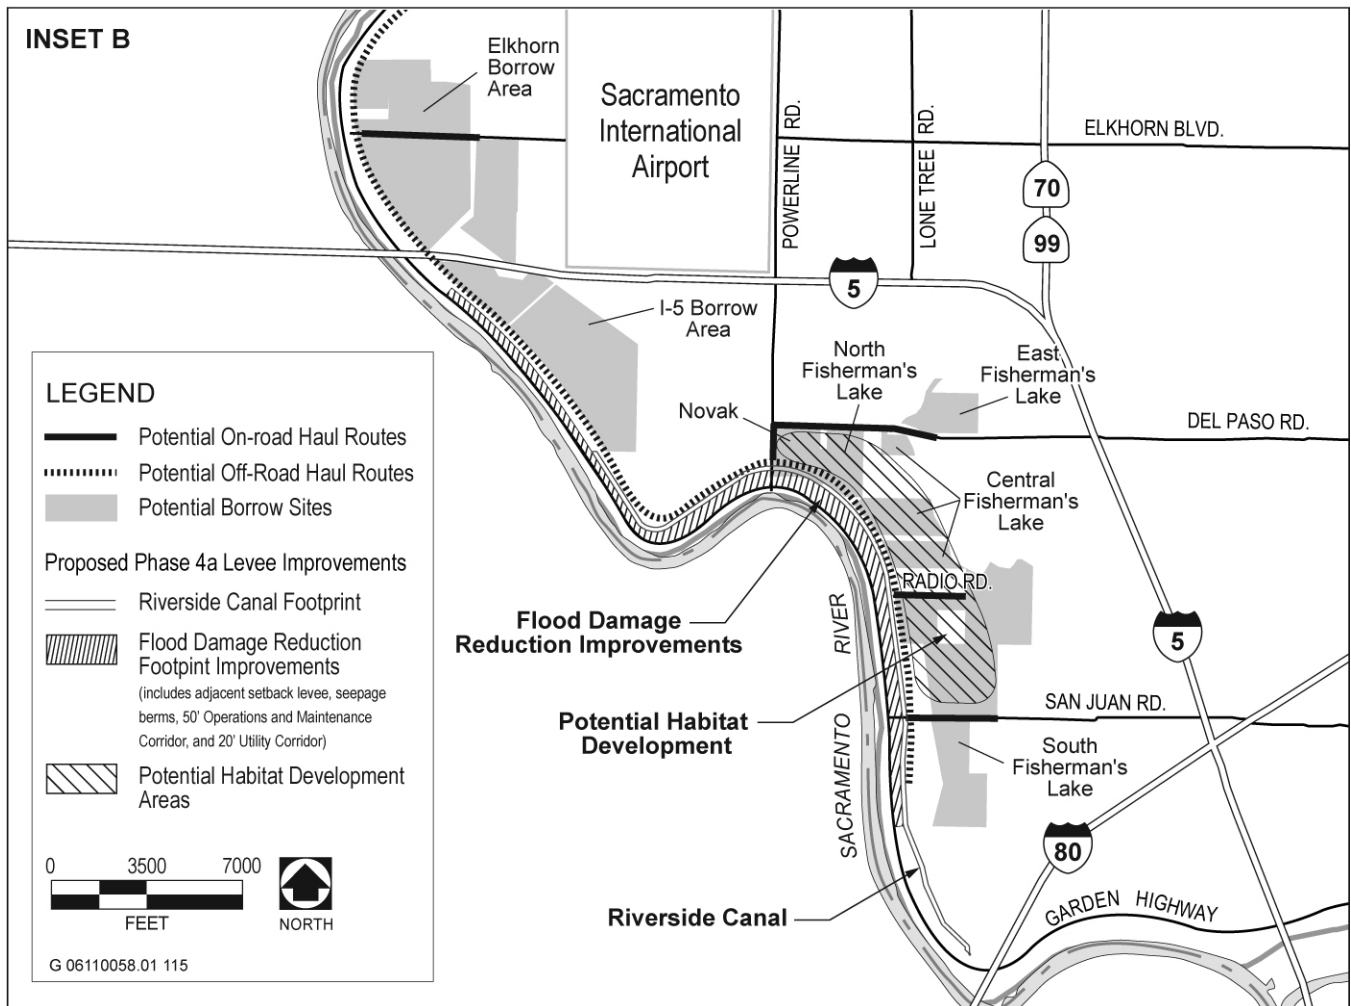 INSET B
Elkhorn
Borrow
Area
Sacramento
International
Airport
POWERLINE RD.
LONE TREE RD.
ELKHORN BLVD.
70
99
5
I-5 Borrow
Area
North
Fisherman's
Lake
East
Fisherman's
Lake
Novak
DEL PASO RD.
Central
Fisherman's
Lake
RADIO RD.
Flood Damage
Reduction Improvements
SACRAMENTO RIVER
5
Potential Habitat
Development
SAN JUAN RD.
South
Fisherman's
Lake
80
Riverside Canal
GARDEN HIGHWAY
LEGEND
Potential On-road Haul Routes
Potential Off-Road Haul Routes
Potential Borrow Sites
Proposed Phase 4a Levee Improvements
Riverside Canal Footprint
Flood Damage Reduction
Footpint Improvements
(includes adjacent setback levee, seepage
berms, 50' Operations and Maintenance
Corridor, and 20' Utility Corridor)
Potential Habitat Development
Areas
0 3500 7000
FEET
NORTH
G 06110058.01 115